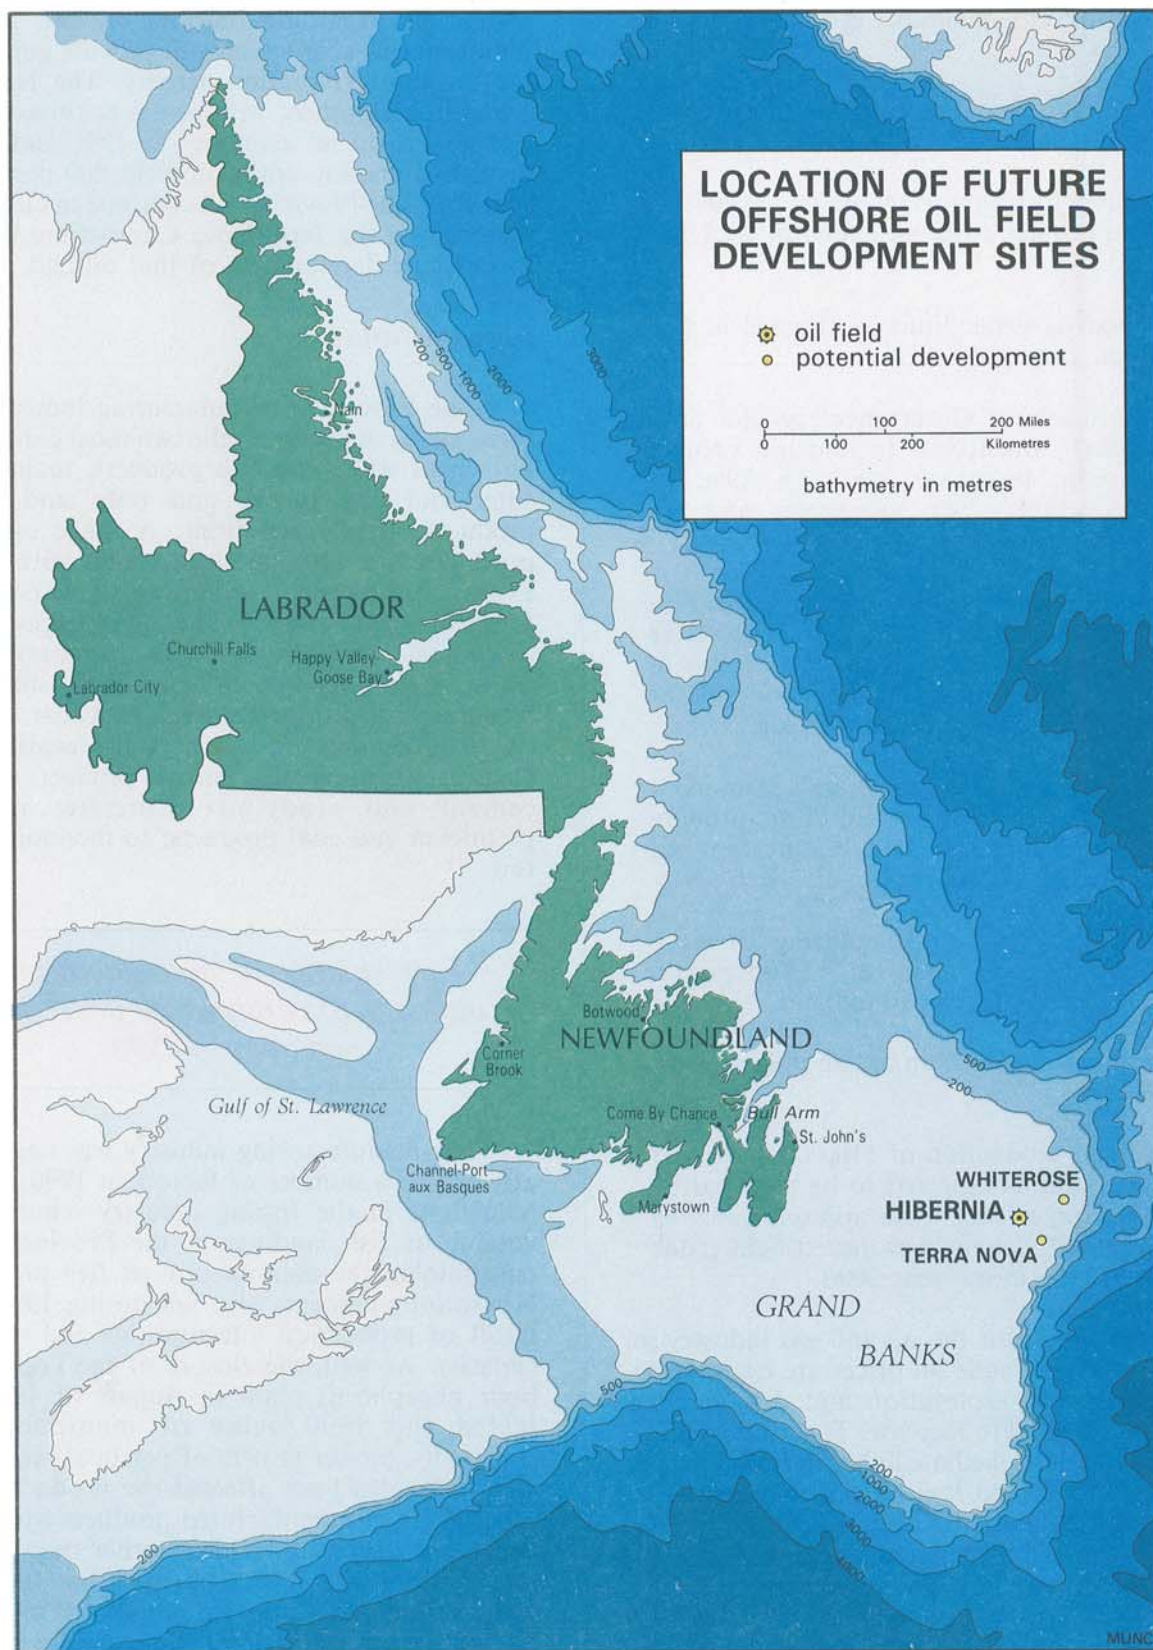 LOCATION OF FUTURE
OFFSHORE OIL FIELD
DEVELOPMENT SITES
oil field
potential development
0 100 200 Miles
0 100 200 Kilometres
bathymetry in metres
200
500
1000
2000
3000
Nain
LABRADOR
Churchill Falls
Happy Valley-
Goose Bay
Labrador City
Botwood
NEWFOUNDLAND
Corner
Brook
500
200
Gulf of St. Lawrence
Come By Chance
Bull Arm
St. John's
Channel-Port
aux Basques
Marystown
WHITEROSE
HIBERNIA
TERRA NOVA
GRAND
BANKS
500
200
1000
2000
3000
4000
200